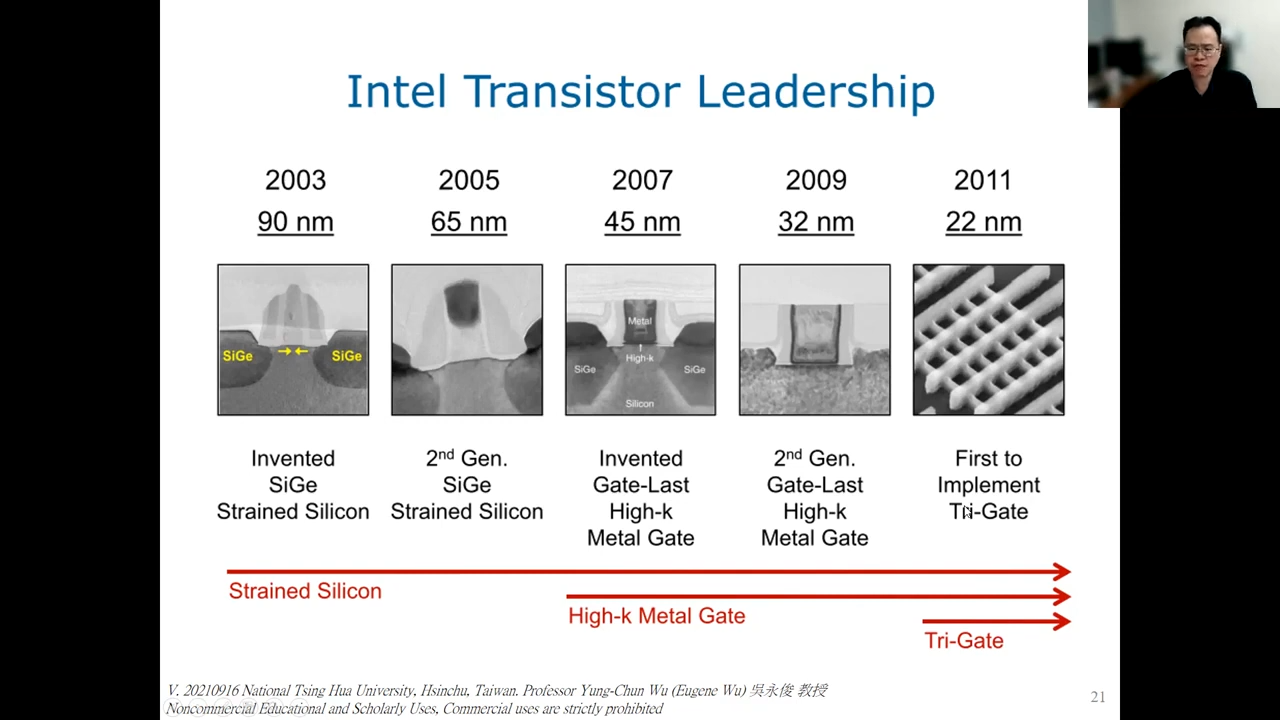 Intel Transistor Leadership
2003
2005
2007
2009
2011
90 nm
65 nm
45 nm
32 nm
22 nm
SiGe
SiGe
Metal
High-k
SiGe
SiGe
Silicon
Invented
SiGe
Strained Silicon
2nd Gen.
SiGe
Strained Silicon
Invented
Gate-Last
High-k
Metal Gate
2nd Gen.
Gate-Last
High-k
Metal Gate
First to
Implement
Tri-Gate
Strained Silicon
High-k Metal Gate
Tri-Gate
V. 20210916 National Tsing Hua University, Hsinchu, Taiwan. Professor Yung-Chun Wu (Eugene Wu) 吳永俊 教授
Noncommercial Educational and Scholarly Uses, Commercial uses are strictly prohibited
21